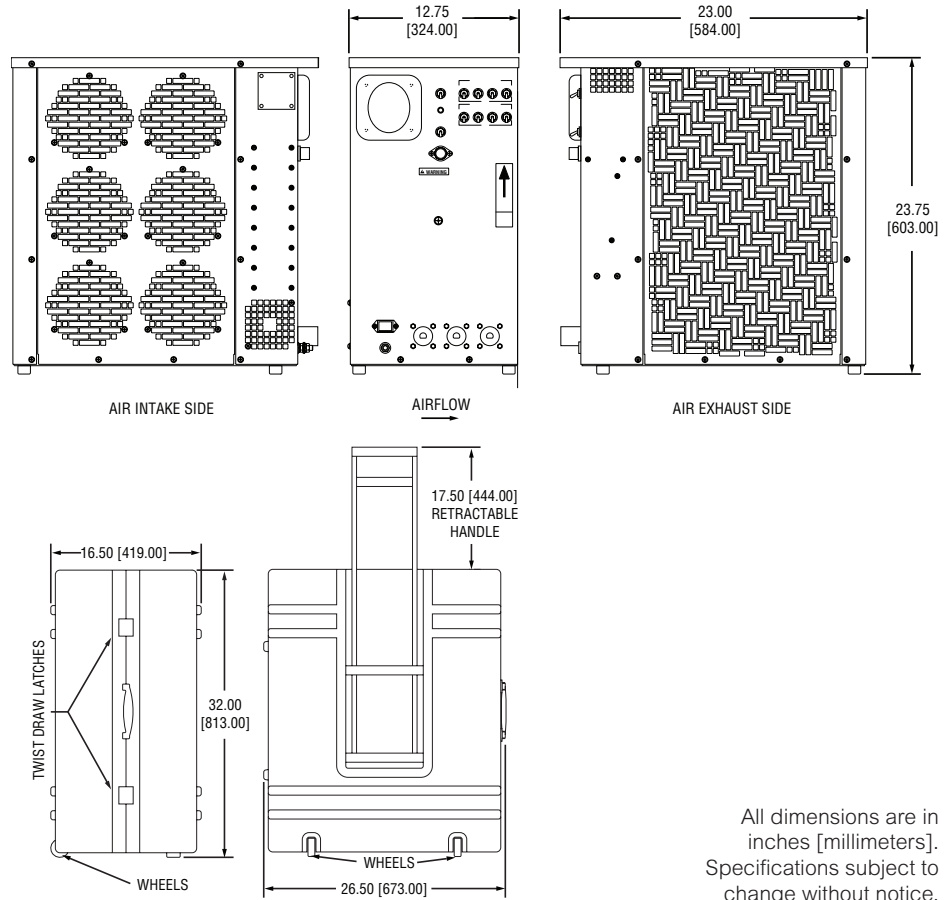 12.75
[324.00]
23.00
[584.00]
23.75
[603.00]
WARNING
AIR INTAKE SIDE
AIRFLOW
AIR EXHAUST SIDE
17.50 [444.00]
RETRACTABLE
HANDLE
16.50 [419.00]
TWIST DRAW LATCHES
32.00
[813.00]
WHEELS
WHEELS
26.50 [673.00]
All dimensions are in
inches [millimeters].
Specifications subject to
change without notice.